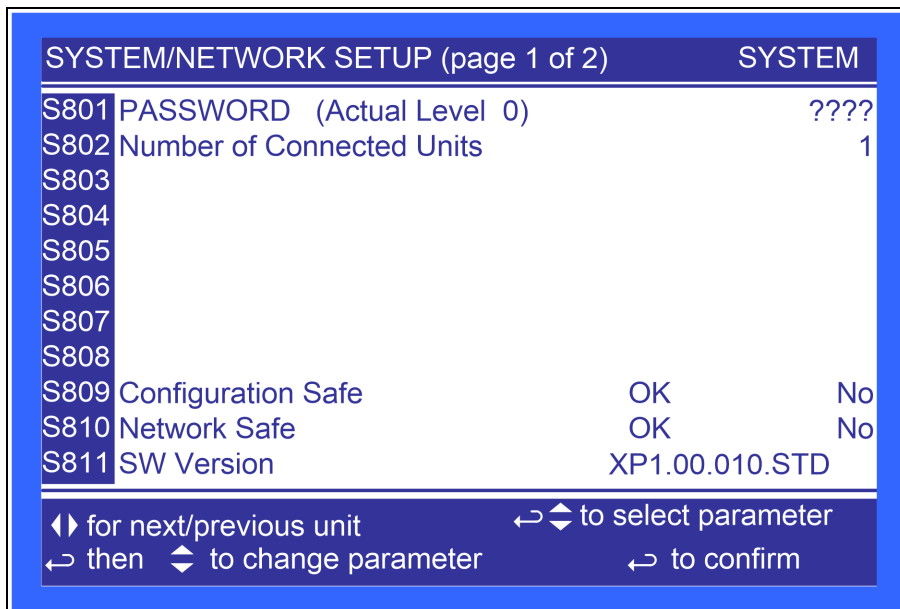 SYSTEM/NETWORK SETUP (page 1 of 2) SYSTEM
S801 PASSWORD (Actual Level 0) ????
S802 Number of Connected Units 1
S803
S804
S805
S806
S807
S808
S809 Configuration Safe OK No
S810 Network Safe OK No
S811 SW Version XP1.00.010.STD
for next/previous unit to select parameter
then to change parameter to confirm